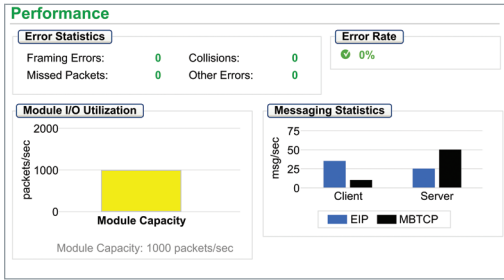 Performance
Error Statistics
Framing Errors: 0 Collisions: 0
Missed Packets: 0 Other Errors: 0
Error Rate
0%
Module I/O Utilization
packets/sec
2000
1000
0
Module Capacity
Module Capacity: 1000 packets/sec
Messaging Statistics
msg/sec
75
50
25
0
Client Server
EIP MBTCP